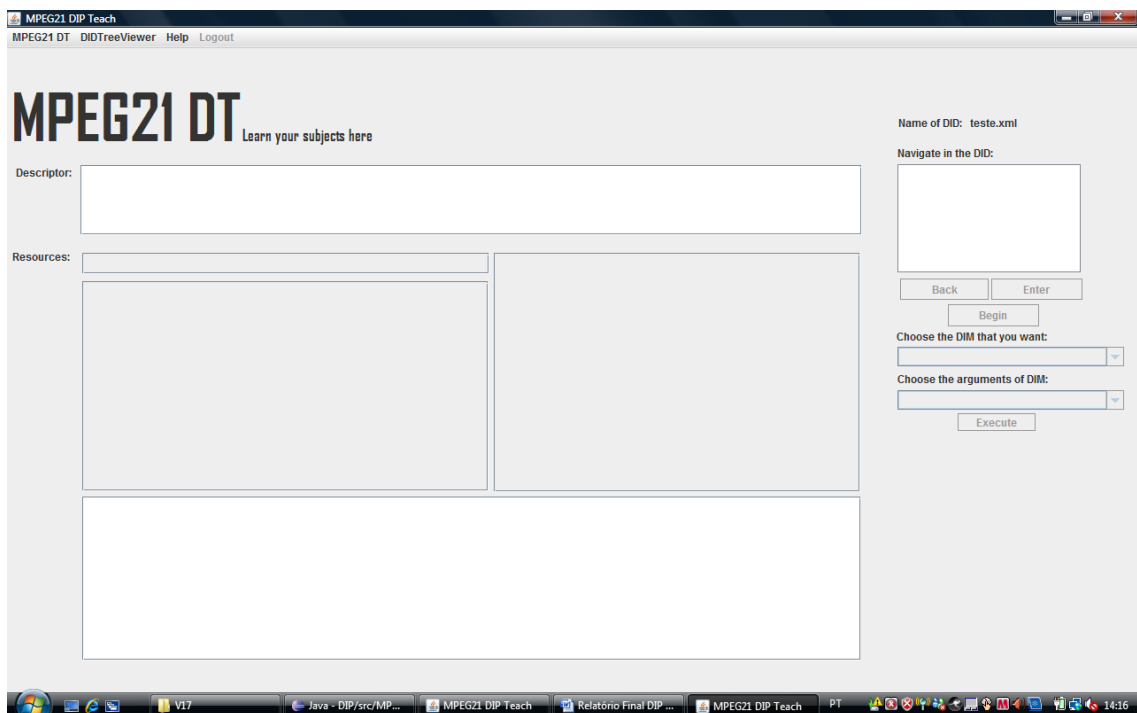 MPEG21 DIP Teach
MPEG21 DT DIDTreeViewer Help Logout
MPEG21 DT Learn your subjects here
Name of DID: teste.xml
Navigate in the DID:
Descriptor:
Resources:
Back Enter
Begin
Choose the DIM that you want:
Choose the arguments of DIM:
Execute
V17 Java - DIP/src/MP... MPEG21 DIP Teach Relatório Final DIP ... MPEG21 DIP Teach PT 14:16